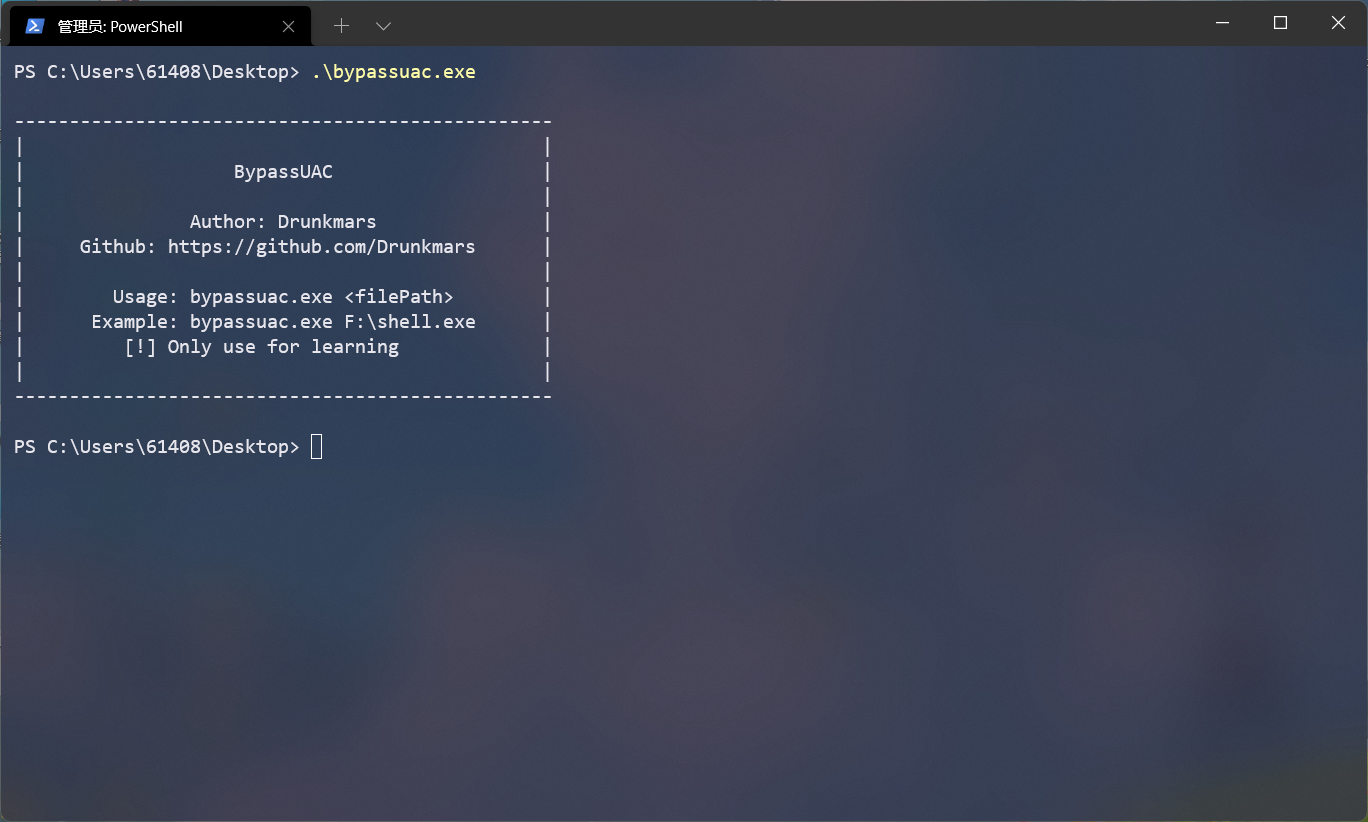 管理员: PowerShell
PS C:\Users\61408\Desktop> .\bypassuac.exe
-------------------------------------------------
|                                               |
|                   BypassUAC                   |
|                                               |
|               Author: Drunkmars               |
|     Github: https://github.com/Drunkmars      |
|                                               |
|        Usage: bypassuac.exe <filePath>        |
|      Example: bypassuac.exe F:\shell.exe      |
|         [!] Only use for learning             |
|                                               |
-------------------------------------------------
PS C:\Users\61408\Desktop>